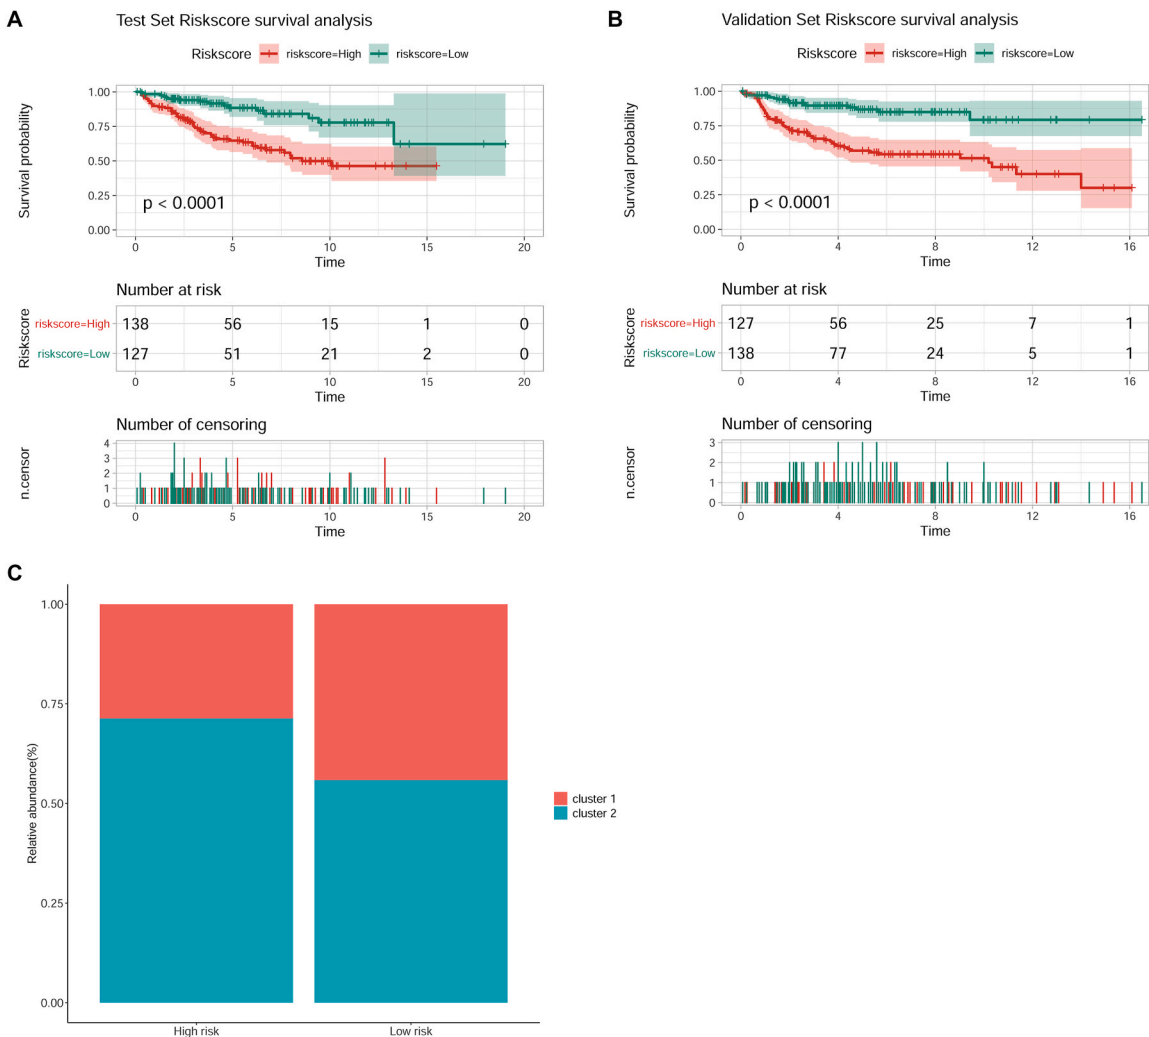 A
Test Set Riskscore survival analysis
Riskscore riskscore=High riskscore=Low
Survival probability
1.00
0.75
0.50
0.25
0.00
p < 0.0001
0 5 10 15 20
Time
Number at risk
Riskscore
riskscore=High 138 56 15 1 0
riskscore=Low 127 51 21 2 0
0 5 10 15 20
Time
Number of censoring
n.censor
4
3
2
1
0
0 5 10 15 20
Time
B
Validation Set Riskscore survival analysis
Riskscore riskscore=High riskscore=Low
Survival probability
1.00
0.75
0.50
0.25
0.00
p < 0.0001
0 4 8 12 16
Time
Number at risk
Riskscore
riskscore=High 127 56 25 7 1
riskscore=Low 138 77 24 5 1
0 4 8 12 16
Time
Number of censoring
n.censor
3
2
1
0
0 4 8 12 16
Time
C
Relative abundance(%)
1.00
0.75
0.50
0.25
0.00
High risk Low risk
cluster 1
cluster 2